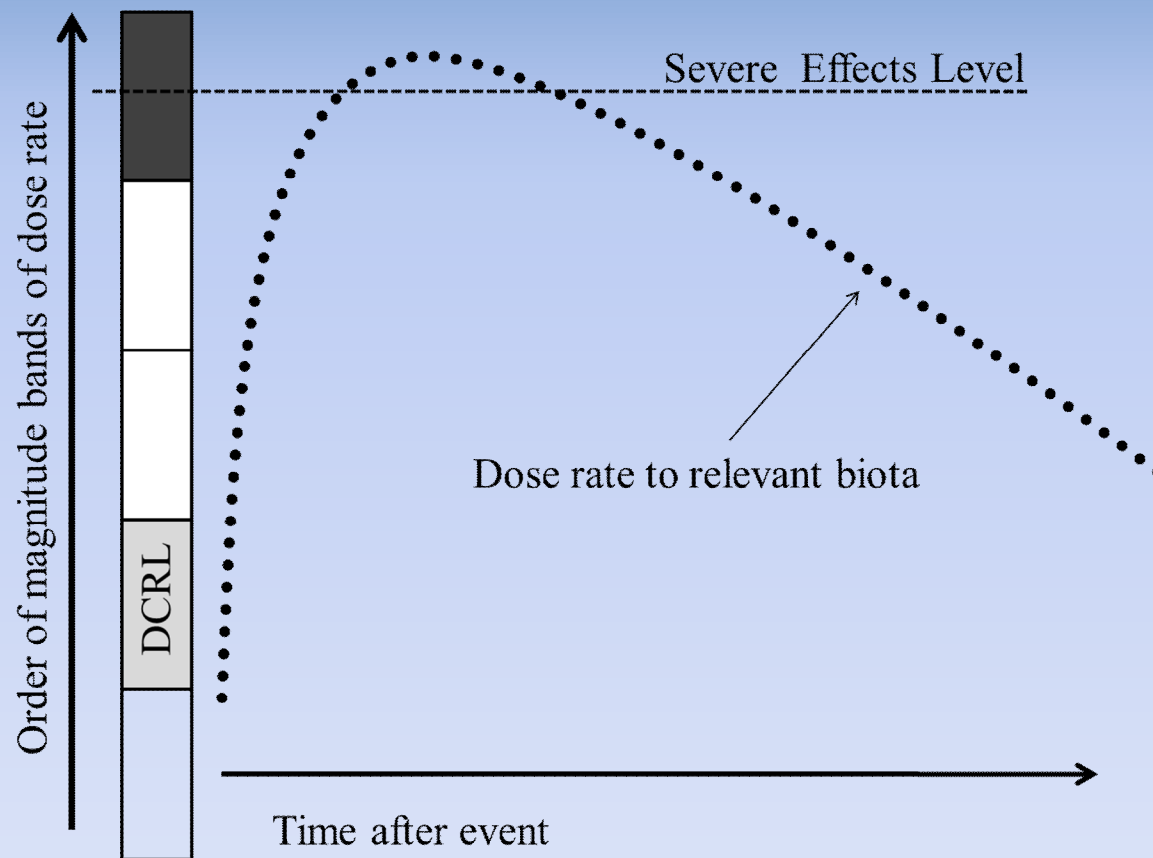 Severe Effects Level
Order of magnitude bands of dose rate
Dose rate to relevant biota
DCRL
Time after event